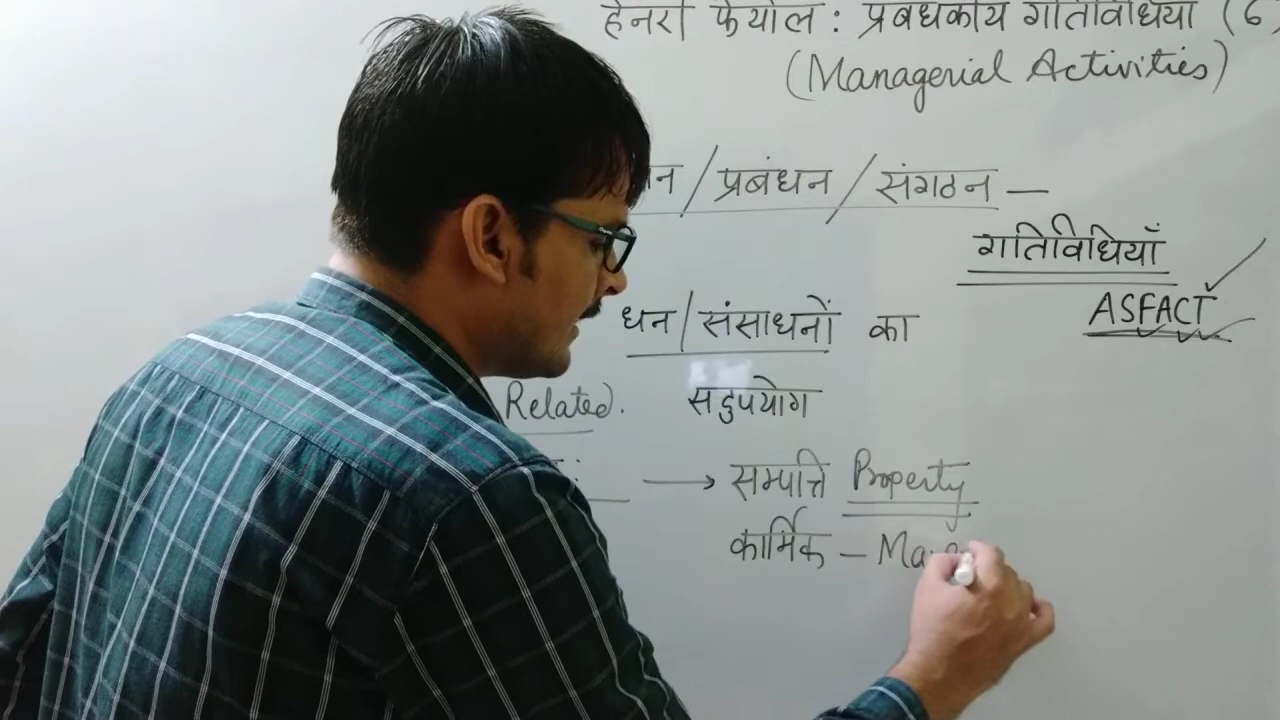 हेनरी फेयोल : प्रबंधकीय गतिविधियाँ (6)
(Managerial Activities)
/ प्रबंधन / संगठन —
गतिविधियाँ
ASFACT
धन / संसाधनों का
Related. सदुपयोग
→ सम्पत्ति Property
कार्मिक –